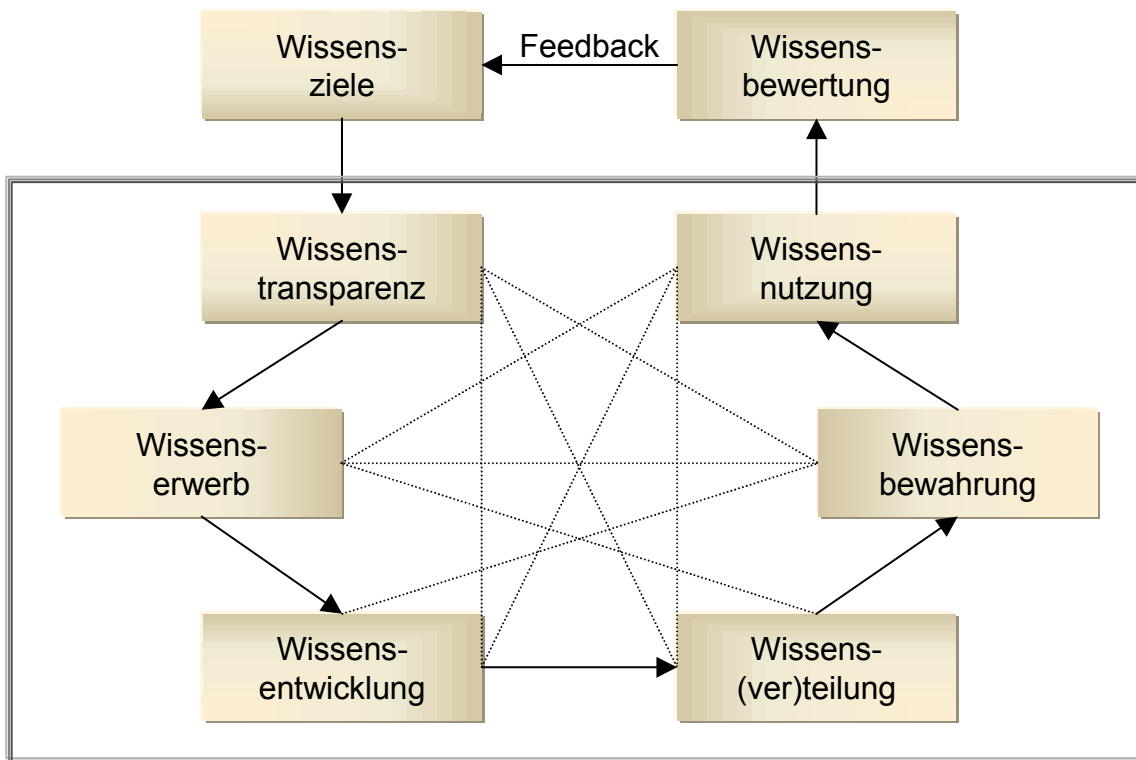 Wissens-
ziele
Feedback
Wissens-
bewertung
Wissens-
transparenz
Wissens-
nutzung
Wissens-
erwerb
Wissens-
bewahrung
Wissens-
entwicklung
Wissens-
(ver)teilung